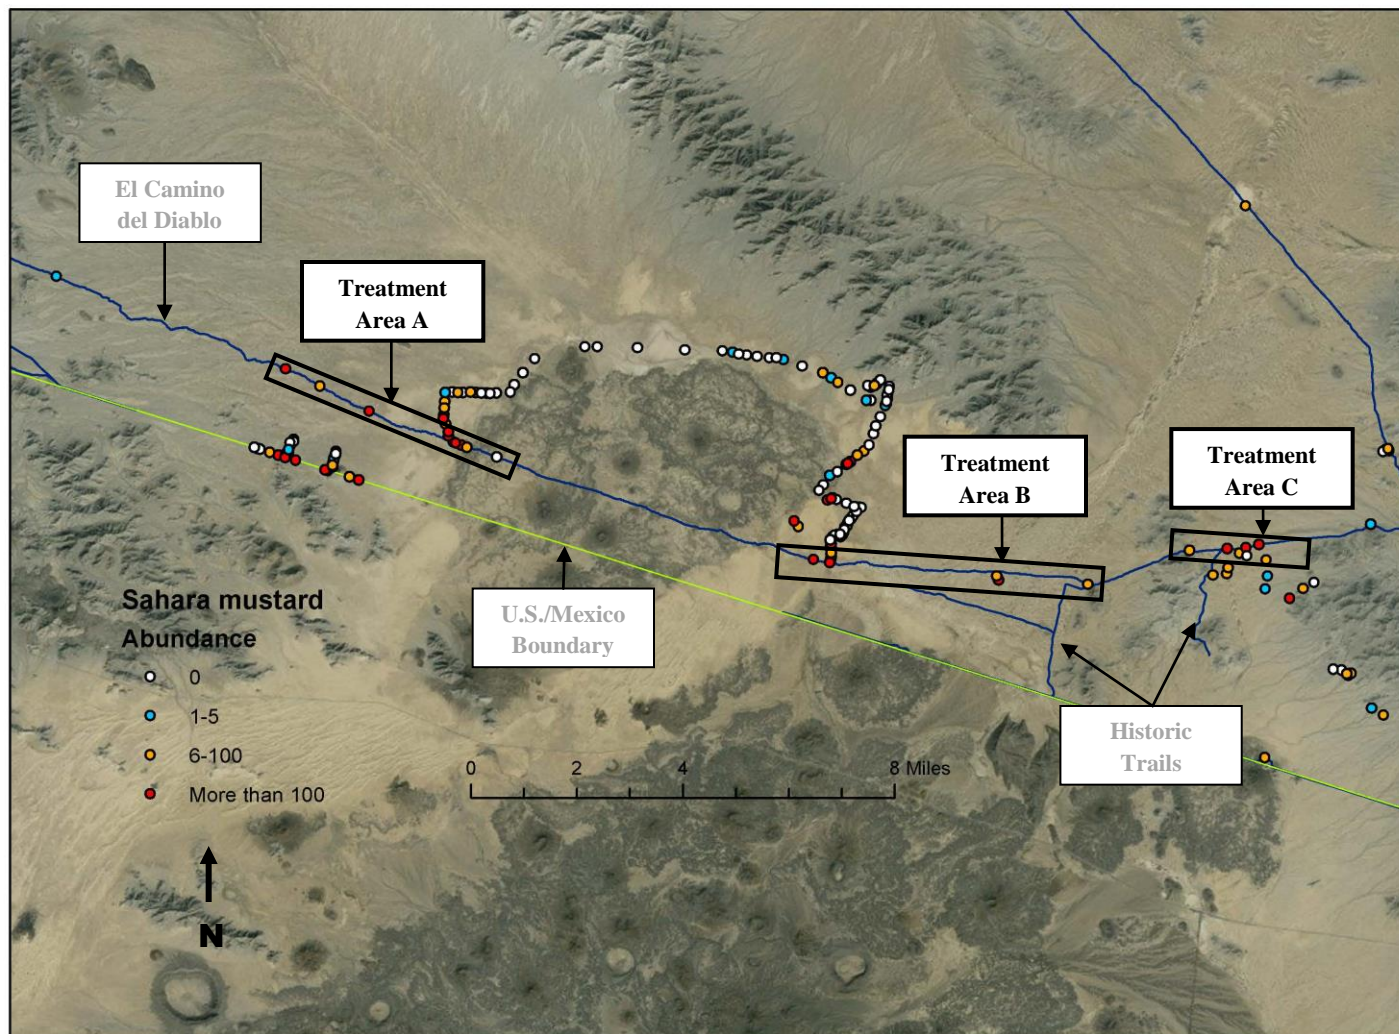 El Camino
del Diablo
Treatment
Area A
Treatment
Area B
Treatment
Area C
Sahara mustard
Abundance
0
1-5
6-100
More than 100
U.S./Mexico
Boundary
Historic
Trails
0 2 4 8 Miles
N